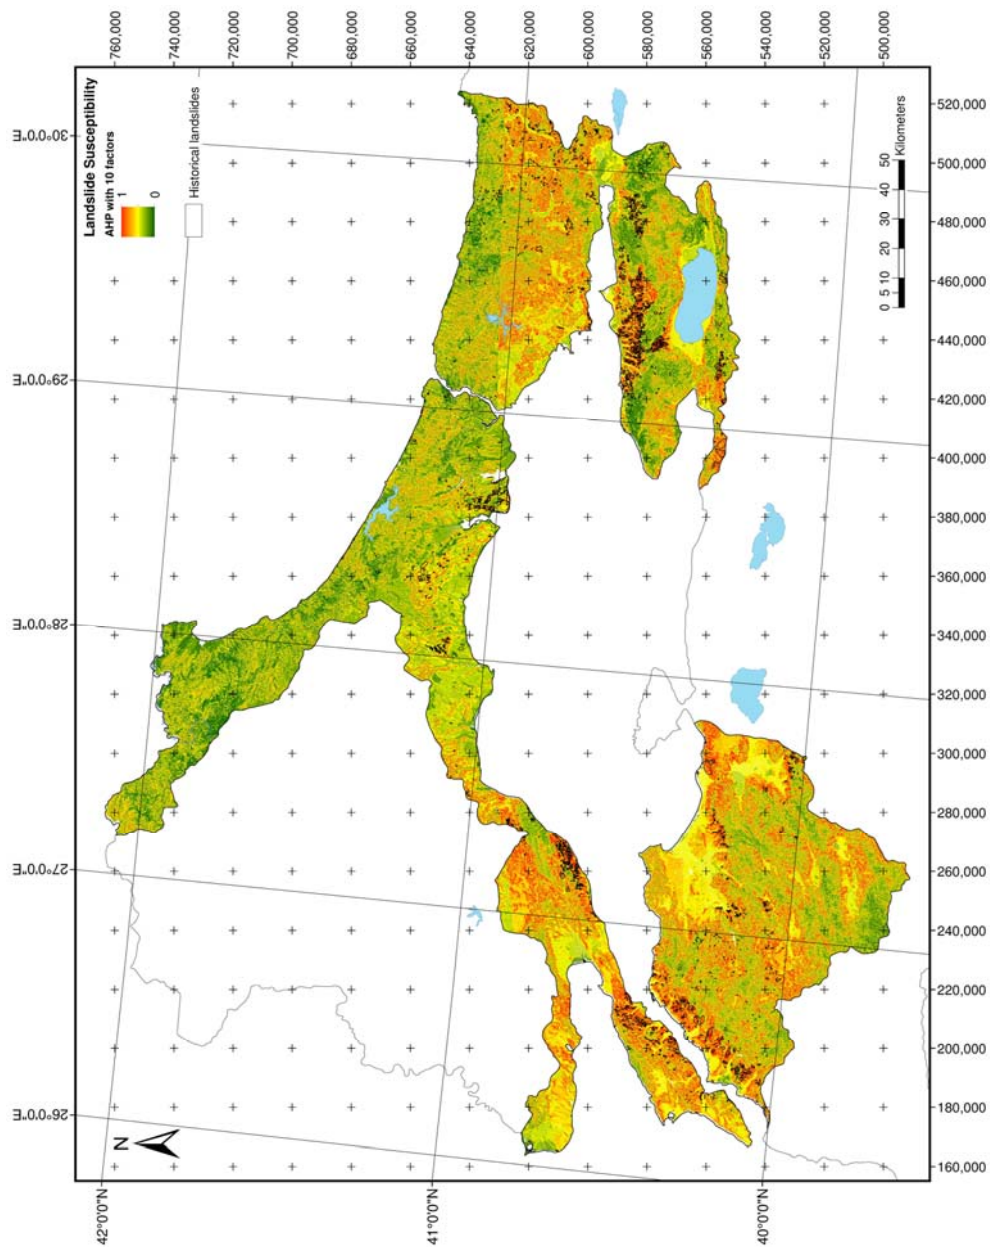 Landslide Susceptibility
AHP with 10 factors
1
0
Historical landslides
N
26°0'0"E
27°0'0"E
28°0'0"E
29°0'0"E
30°0'0"E
42°0'0"N
41°0'0"N
40°0'0"N
760,000
740,000
720,000
700,000
680,000
660,000
640,000
620,000
600,000
580,000
560,000
540,000
520,000
500,000
0 5 10 20 30 40 50
Kilometers
160,000
180,000
200,000
220,000
240,000
260,000
280,000
300,000
320,000
340,000
360,000
380,000
400,000
420,000
440,000
460,000
480,000
500,000
520,000